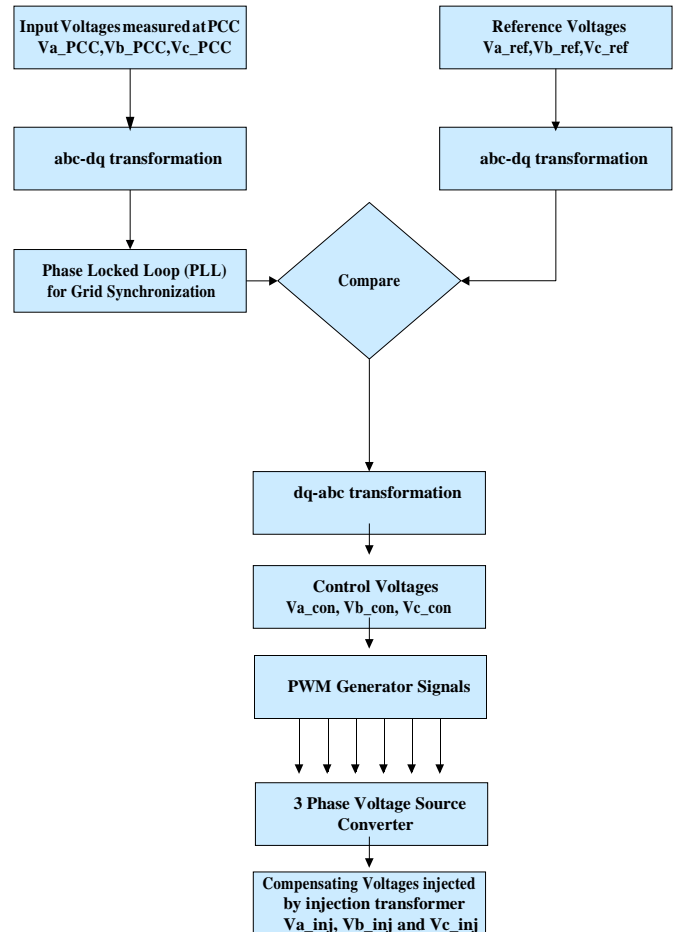 Input Voltages measured at PCC
Va_PCC,Vb_PCC,Vc_PCC
Reference Voltages
Va_ref,Vb_ref,Vc_ref
abc-dq transformation
abc-dq transformation
Phase Locked Loop (PLL)
for Grid Synchronization
Compare
dq-abc transformation
Control Voltages
Va_con, Vb_con, Vc_con
PWM Generator Signals
3 Phase Voltage Source
Converter
Compensating Voltages injected
by injection transformer
Va_inj, Vb_inj and Vc_inj